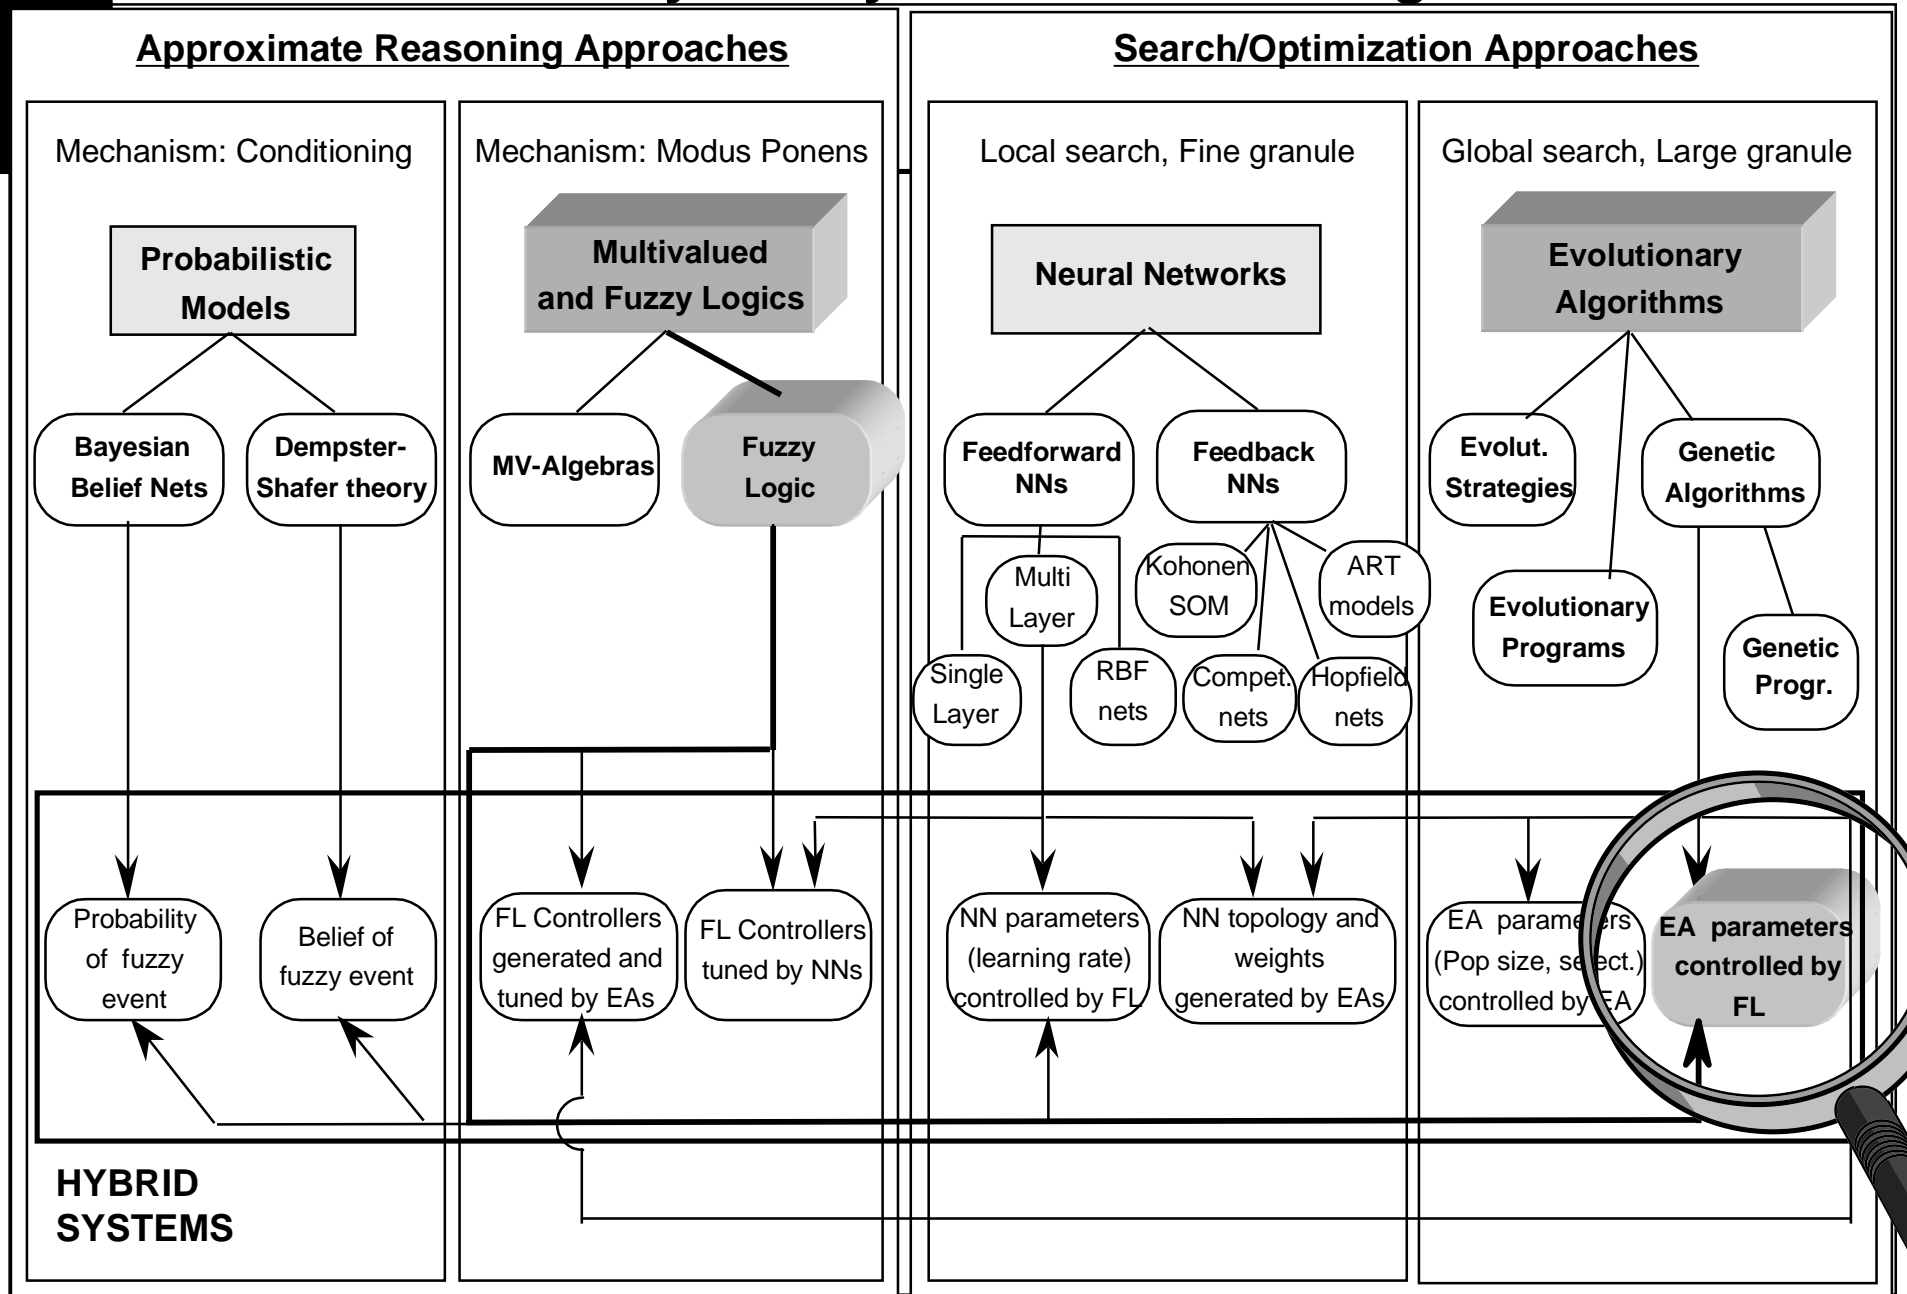 Approximate Reasoning Approaches
Search/Optimization Approaches
Mechanism: Conditioning
Mechanism: Modus Ponens
Local search, Fine granule
Global search, Large granule
Probabilistic
Models
Multivalued
and Fuzzy Logics
Neural Networks
Evolutionary
Algorithms
Bayesian
Belief Nets
Dempster-
Shafer theory
MV-Algebras
Fuzzy
Logic
Feedforward
NNs
Feedback
NNs
Evolut.
Strategies
Genetic
Algorithms
Single
Layer
Multi
Layer
RBF
nets
Kohonen
SOM
Compet.
nets
Hopfield
nets
ART
models
Evolutionary
Programs
Genetic
Progr.
Probability
of fuzzy
event
Belief of
fuzzy event
FL Controllers
generated and
tuned by EAs
FL Controllers
tuned by NNs
NN parameters
(learning rate)
controlled by FL
NN topology and
weights
generated by EAs
EA parameters
(Pop size, select.)
controlled by EA
EA parameters
controlled by
FL
HYBRID
SYSTEMS